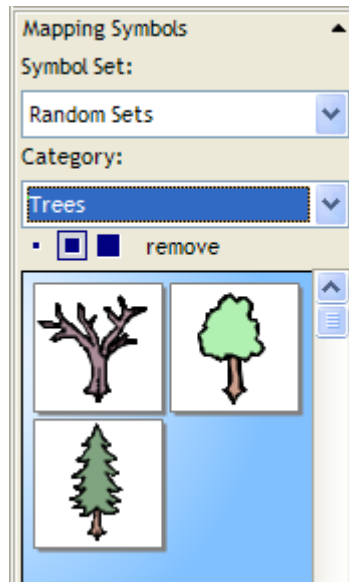 Mapping Symbols
Symbol Set:
Random Sets
Category:
Trees
remove